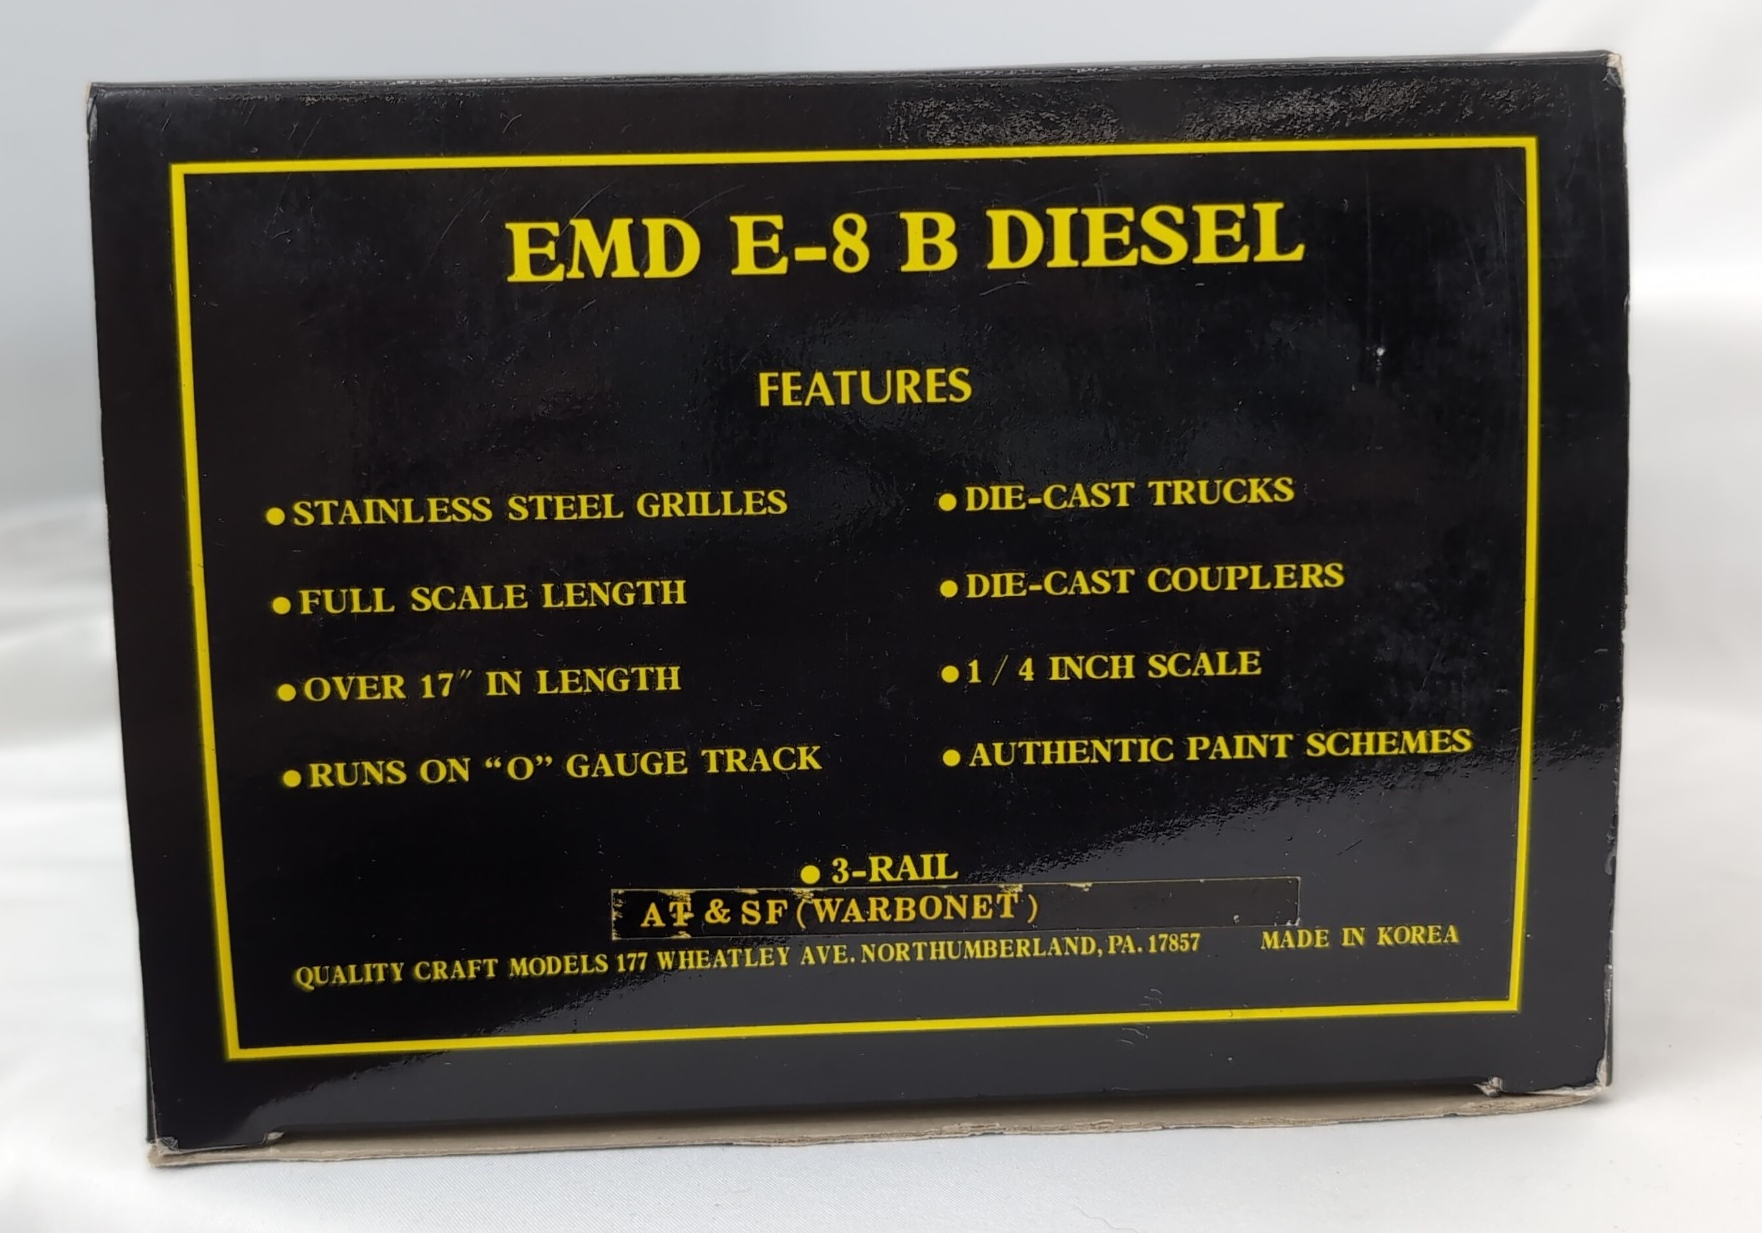 EMD E-8 B DIESEL
FEATURES
●STAINLESS STEEL GRILLES
●FULL SCALE LENGTH
●OVER 17″ IN LENGTH
●RUNS ON “O” GAUGE TRACK
●DIE-CAST TRUCKS
●DIE-CAST COUPLERS
●1 / 4 INCH SCALE
●AUTHENTIC PAINT SCHEMES
●3-RAIL
AT & SF (WARBONET)
QUALITY CRAFT MODELS 177 WHEATLEY AVE. NORTHUMBERLAND, PA. 17857 MADE IN KOREA